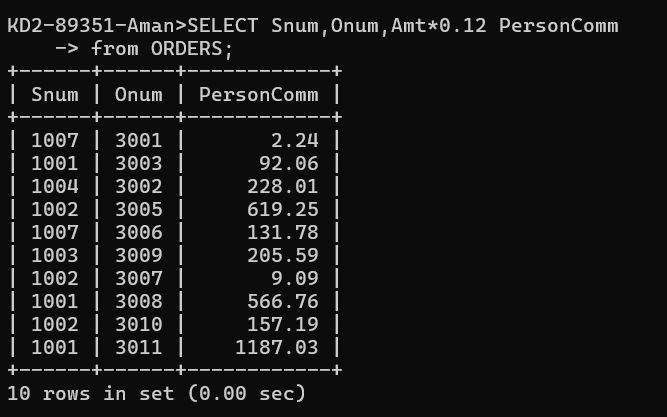 KD2-89351-Aman>SELECT Snum,Onum,Amt*0.12 PersonComm
    -> from ORDERS;
+------+------+------------+
| Snum | Onum | PersonComm |
+------+------+------------+
| 1007 | 3001 |       2.24 |
| 1001 | 3003 |      92.06 |
| 1004 | 3002 |     228.01 |
| 1002 | 3005 |     619.25 |
| 1007 | 3006 |     131.78 |
| 1003 | 3009 |     205.59 |
| 1002 | 3007 |       9.09 |
| 1001 | 3008 |     566.76 |
| 1002 | 3010 |     157.19 |
| 1001 | 3011 |    1187.03 |
+------+------+------------+
10 rows in set (0.00 sec)